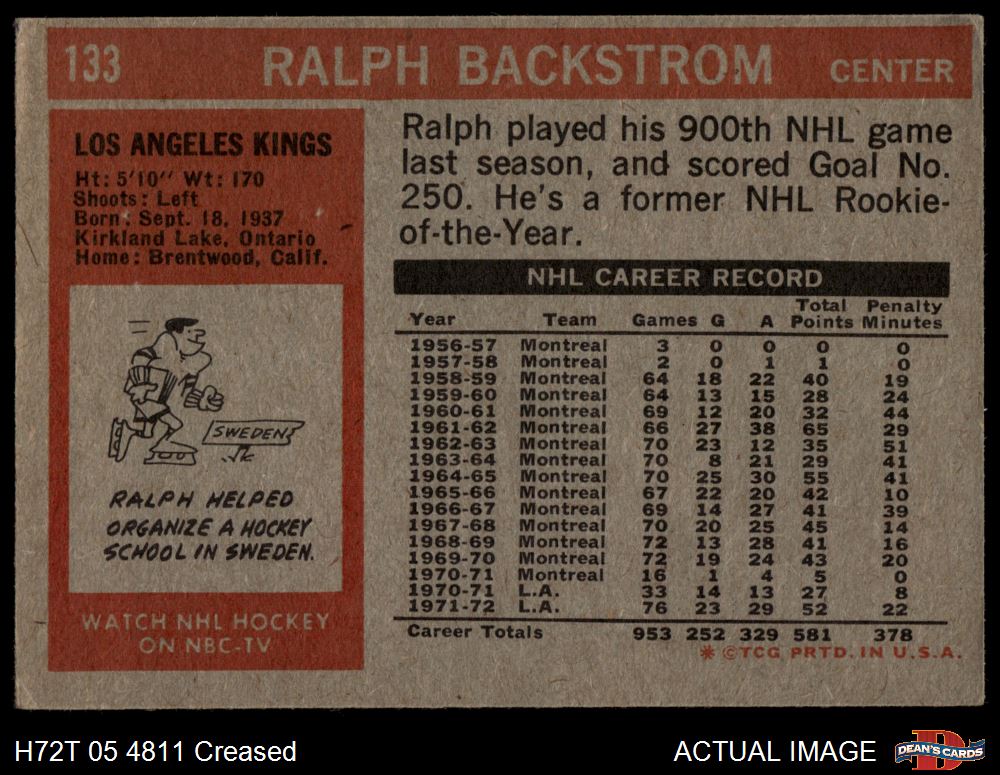 133 RALPH BACKSTROM CENTER
LOS ANGELES KINGS
Ht: 5'10" Wt: 170
Shoots: Left
Born: Sept. 18, 1937
Kirkland Lake, Ontario
Home: Brentwood, Calif.
SWEDEN
RALPH HELPED
ORGANIZE A HOCKEY
SCHOOL IN SWEDEN.
WATCH NHL HOCKEY
ON NBC-TV
Ralph played his 900th NHL game
last season, and scored Goal No.
250. He's a former NHL Rookie-
of-the-Year.
NHL CAREER RECORD
Year Team Games G A Total Points Penalty Minutes
1956-57 Montreal 3 0 0 0 0
1957-58 Montreal 2 0 1 1 0
1958-59 Montreal 64 18 22 40 19
1959-60 Montreal 64 13 15 28 24
1960-61 Montreal 69 12 20 32 44
1961-62 Montreal 66 27 38 65 29
1962-63 Montreal 70 23 12 35 51
1963-64 Montreal 70 8 21 29 41
1964-65 Montreal 70 25 30 55 41
1965-66 Montreal 67 22 20 42 10
1966-67 Montreal 69 14 27 41 39
1967-68 Montreal 70 20 25 45 14
1968-69 Montreal 72 13 28 41 16
1969-70 Montreal 72 19 24 43 20
1970-71 Montreal 16 1 4 5 0
1970-71 L.A. 33 14 13 27 8
1971-72 L.A. 76 23 29 52 22
Career Totals 953 252 329 581 378
* ©TCG PRTD. IN U.S.A.
H72T 05 4811 Creased
ACTUAL IMAGE
D
DEAN'S CARDS